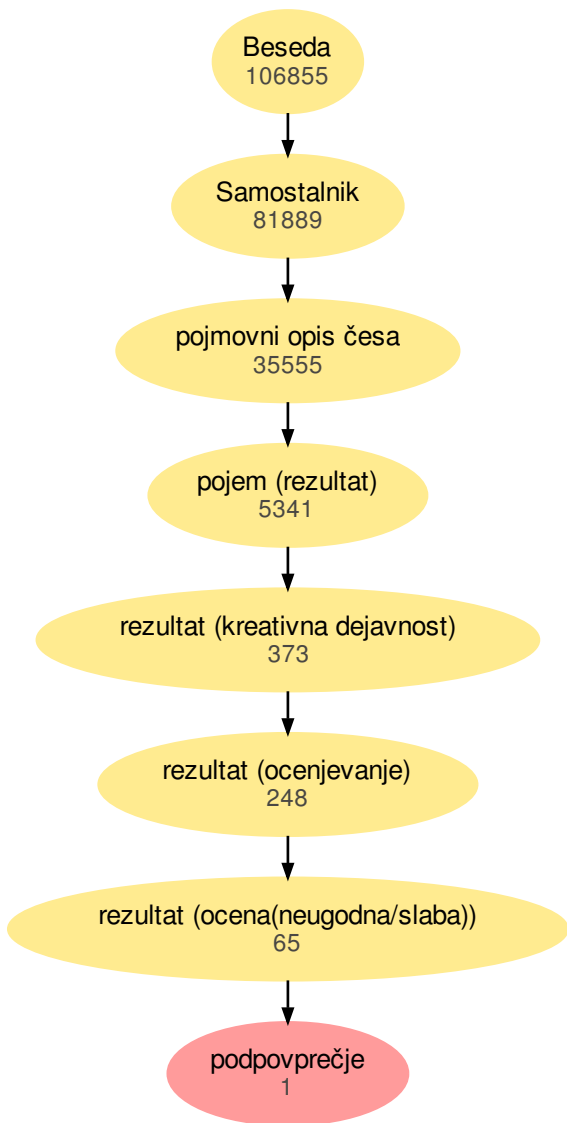 Beseda
106855
Samostalnik
81889
pojmovni opis česa
35555
pojem (rezultat)
5341
rezultat (kreativna dejavnost)
373
rezultat (ocenjevanje)
248
rezultat (ocena(neugodna/slaba))
65
podpovprečje
1